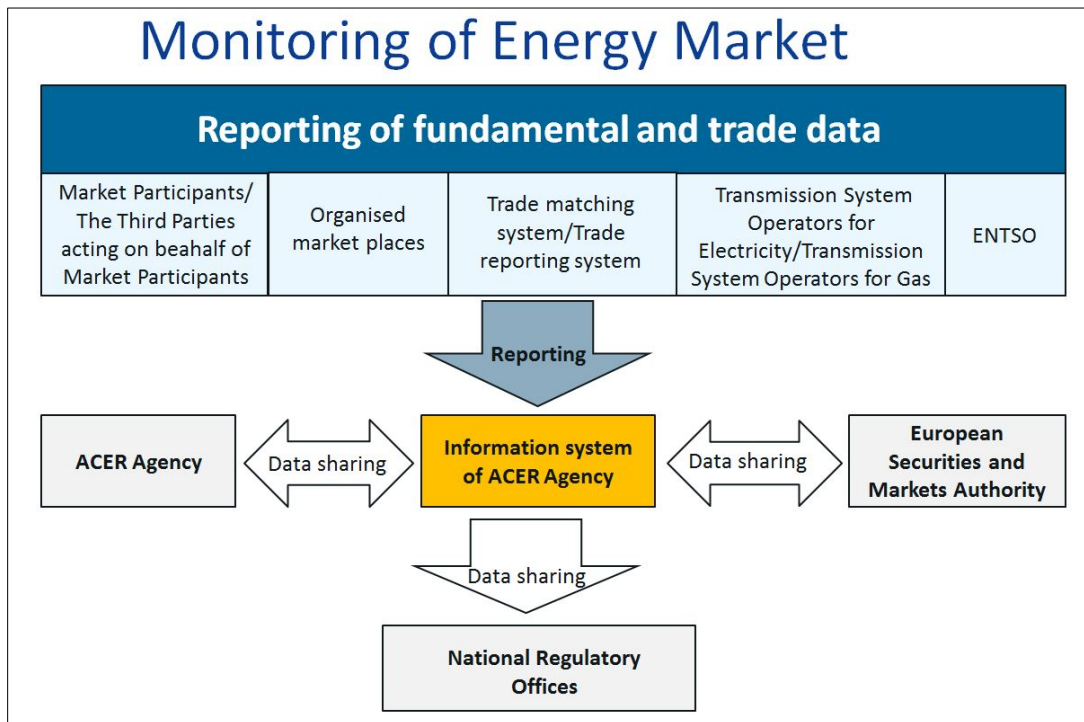 Monitoring of Energy Market
Reporting of fundamental and trade data
Market Participants/
The Third Parties
acting on beahalf of
Market Participants
Organised
market places
Trade matching
system/Trade
reporting system
Transmission System
Operators for
Electricity/Transmission
System Operators for Gas
ENTSO
Reporting
ACER Agency
Data sharing
Information system
of ACER Agency
Data sharing
European
Securities and
Markets Authority
Data sharing
National Regulatory
Offices